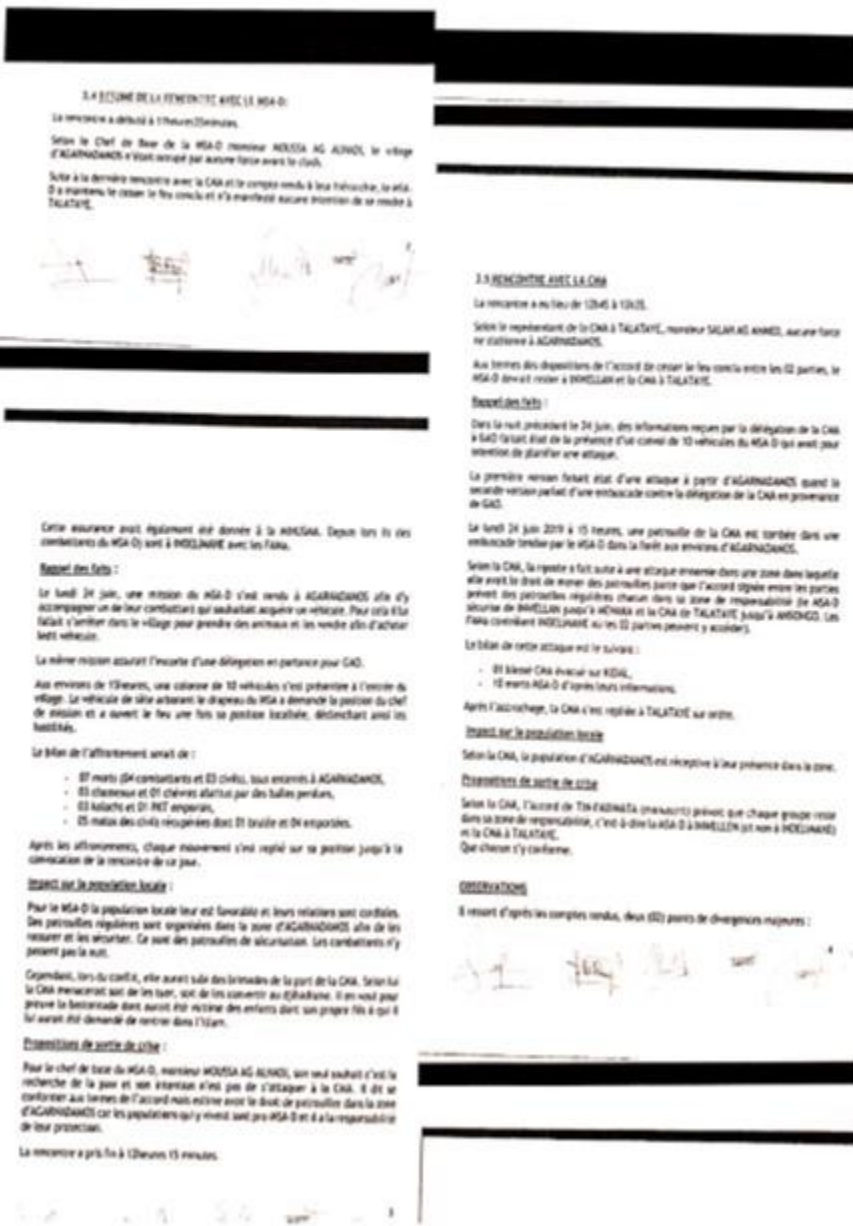 3.4 RESUME DE LA RENCONTRE AVEC LE MSA-D:
La rencontre a débuté à 11heures25minutes.
Selon le Chef de Base de la MSA-D monsieur MOUSSA AG ALHADI, le village
d'AGARNADAMOS n'était occupé par aucune force avant le clash.
Suite à la dernière rencontre avec la CMA et le compte rendu à leur hiérarchie, le MSA-
D a maintenu le cesser le feu conclu et n'a manifesté aucune intention de se rendre à
TALATAYE.
Cette assurance avait également été donnée à la MINUSMA. Depuis lors ils (les
combattants du MSA-D) sont à INDELIMANE avec les FAMa.
Rappel des faits :
Le lundi 24 juin, une mission du MSA-D s'est rendu à AGARNADAMOS afin d'y
accompagner un de leur combattant qui souhaitait acquérir un véhicule. Pour cela il lui
fallait s'arrêter dans le village pour prendre des animaux et les vendre afin d'acheter
ledit véhicule.
La même mission assurait l'escorte d'une délégation en partance pour GAO.
Aux environs de 15heures, une colonne de 10 véhicules s'est présentée à l'entrée du
village. Le véhicule de tête arborant le drapeau du MSA a demandé la position du chef
de mission et a ouvert le feu une fois sa position localisée, déclenchant ainsi les
hostilités.
Le bilan de l'affrontement serait de :
- 07 morts (04 combattants et 03 civils), tous enterrés à AGARNADAMOS,
- 03 chameaux et 01 chèvres abattus par des balles perdues,
- 03 kalachs et 01 PKT emportés,
- 05 motos des civils récupérées dont 01 brulée et 04 emportées.
Après les affrontements, chaque mouvement s'est replié sur sa position jusqu'à la
convocation de la rencontre de ce jour.
Impact sur la population locale :
Pour le MSA-D la population locale leur est favorable et leurs relations sont cordiales.
Des patrouilles régulières sont organisées dans la zone d'AGARNADAMOS afin de les
rassurer et les sécuriser. Ce sont des patrouilles de sécurisation. Les combattants n'y
passent pas la nuit.
Cependant, lors du conflit, elle aurait subi des brimades de la part de la CMA. Selon lui
la CMA menacerait soit de les tuer, soit de les convertir au djihadisme. Il en veut pour
preuve la bastonnade dont aurait été victime des enfants dont son propre fils à qui il
lui aurait été demandé de rentrer dans l'Islam.
Propositions de sortie de crise :
Pour le chef de base du MSA-D, monsieur MOUSSA AG ALHADI, son seul souhait c'est la
recherche de la paix et son intention n'est pas de s'attaquer à la CMA. Il dit se
conformer aux termes de l'accord mais estime avoir le droit de patrouiller dans la zone
d'AGARNADAMOS car les populations qui y vivent sont pro-MSA-D et il a la responsabilité
de leur protection.
La rencontre a pris fin à 12heures 15 minutes
3
3.5 RENCONTRE AVEC LA CMA
La rencontre a eu lieu de 12h45 à 13h35.
Selon le représentant de la CMA à TALATAYE, monsieur SALAH AG AHMED, aucune force
ne stationne à AGARNADAMOS.
Aux termes des dispositions de l'accord de cesser le feu conclu entre les 02 parties, le
MSA-D devrait rester à INWELLAN et la CMA à TALATAYE.
Rappel des faits :
Dans la nuit précédant le 24 juin, des informations reçues par la délégation de la CMA
à GAO faisait état de la présence d'un convoi de 10 véhicules du MSA-D qui avait pour
intention de planifier une attaque.
La première version faisait état d'une attaque à partir d'AGARNADAMOS quand la
seconde version parlait d'une embuscade contre la délégation de la CMA en provenance
de GAO.
Le lundi 24 juin 2019 à 15 heures, une patrouille de la CMA est tombée dans une
embuscade tendue par le MSA-D dans la forêt aux environs d'AGARNADAMOS.
Selon la CMA, la riposte a fait suite à une attaque ennemie dans une zone dans laquelle
elle avait le droit de mener des patrouilles parce que l'accord signée entre les parties
prévoit des patrouilles régulières chacun dans sa zone de responsabilité (le MSA-D
sécurise de INWELLAN jusqu'à MENAKA et la CMA de TALATAYE jusqu'à ANSONGO. Les
FAMa contrôlant INDELIMANE où les 02 parties peuvent y accéder).
Le bilan de cette attaque est le suivant :
- 01 blessé CMA évacué sur KIDAL,
- 10 morts MSA-D d'après leurs informations.
Après l'accrochage, la CMA s'est repliée à TALATAYE sur ordre.
Impact sur la population locale
Selon la CMA, la population d'AGARNADAMOS est réceptive à leur présence dans la zone.
Propositions de sortie de crise
Selon la CMA, l'accord de (manuscrit) prévoit que chaque groupe reste
dans sa zone de responsabilité, c'est-à-dire la MSA-D à INWELLEN (et non à INDELIMANE)
et la CMA à TALATAYE.
Que chacun s'y conforme.
OBSERVATIONS
Il ressort d'après les comptes rendus, deux (02) points de divergences majeures :